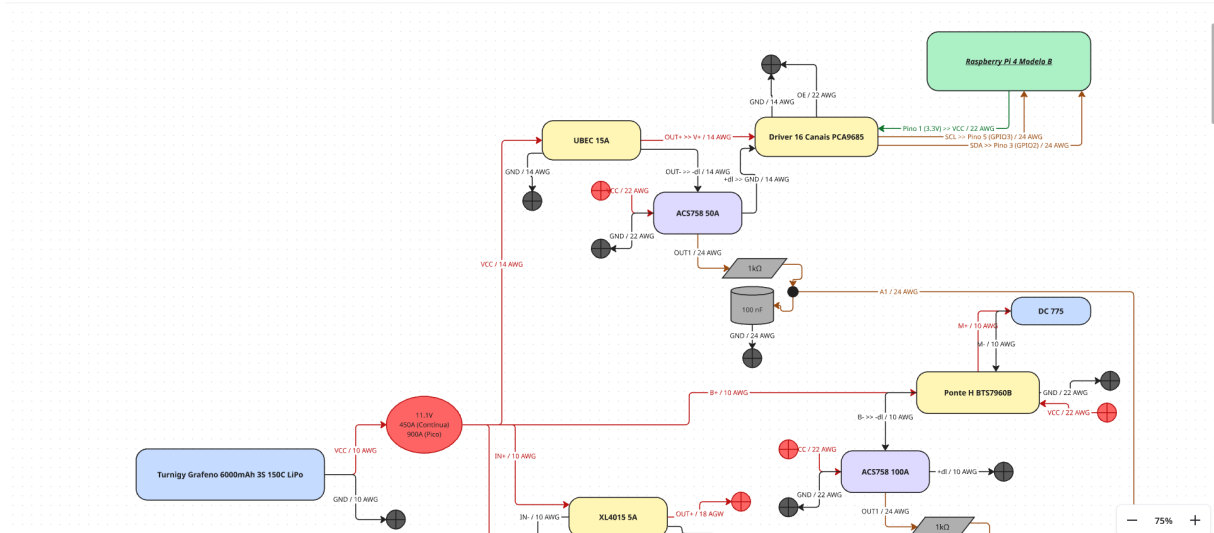 Raspberry Pi 4 Modelo B
OE / 22 AWG
GND / 14 AWG
Pino 1 (3.3V) >> VCC / 22 AWG
UBEC 15A
OUT+ >> V+ / 14 AWG
Driver 16 Canais PCA9685
SCL >> Pino 5 (GPIO3) / 24 AWG
SDA >> Pino 3 (GPIO2) / 24 AWG
GND / 14 AWG
OUT- >> -dI / 14 AWG
+dI >> GND / 14 AWG
CC / 22 AWG
ACS758 50A
GND / 22 AWG
OUT1 / 24 AWG
VCC / 14 AWG
1kΩ
A1 / 24 AWG
100 nF
DC 775
M+ / 10 AWG
GND / 24 AWG
M- / 10 AWG
B+ / 10 AWG
Ponte H BTS7960B
GND / 22 AWG
VCC / 22 AWG
11.1V
450A (Contínua)
900A (Pico)
B- >> -dI / 10 AWG
VCC / 10 AWG
CC / 22 AWG
IN+ / 10 AWG
Turnigy Grafeno 6000mAh 3S 150C LiPo
ACS758 100A
+dI / 10 AWG
GND / 10 AWG
GND / 22 AWG
OUT1 / 24 AWG
IN- / 10 AWG
XL4015 5A
OUT+ / 18 AGW
1kΩ
75%